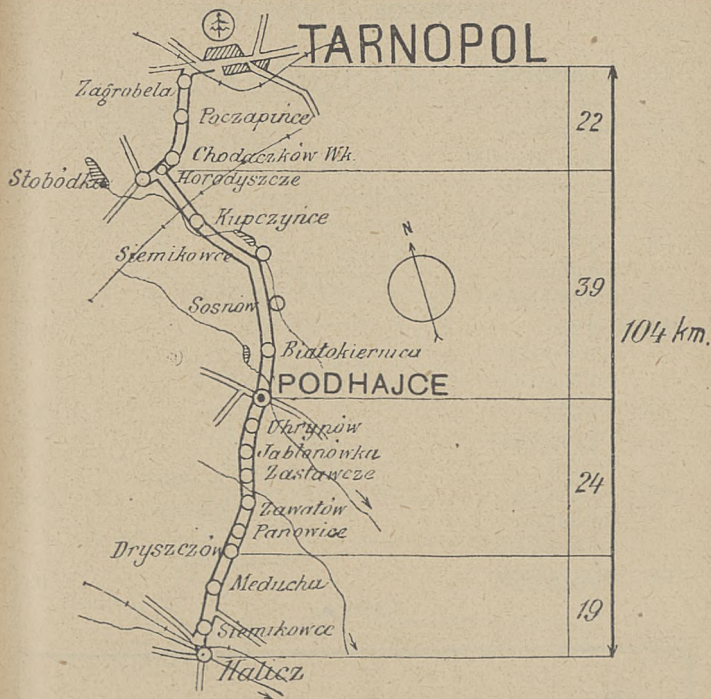 TARNOPOL
Zagrobela
Poczapińce
22
Chodaczków Wk.
Horodyszcze
Słobódka
Kupczyńce
N
Siemikowce
39
Sosnów
104 km.
Białokiernica
PODHAJCE
Uhrynów
Jabłonówka
Zastawcze
24
Zawałów
Panowice
Dryszczów
Meducha
19
Siemikowce
Halicz